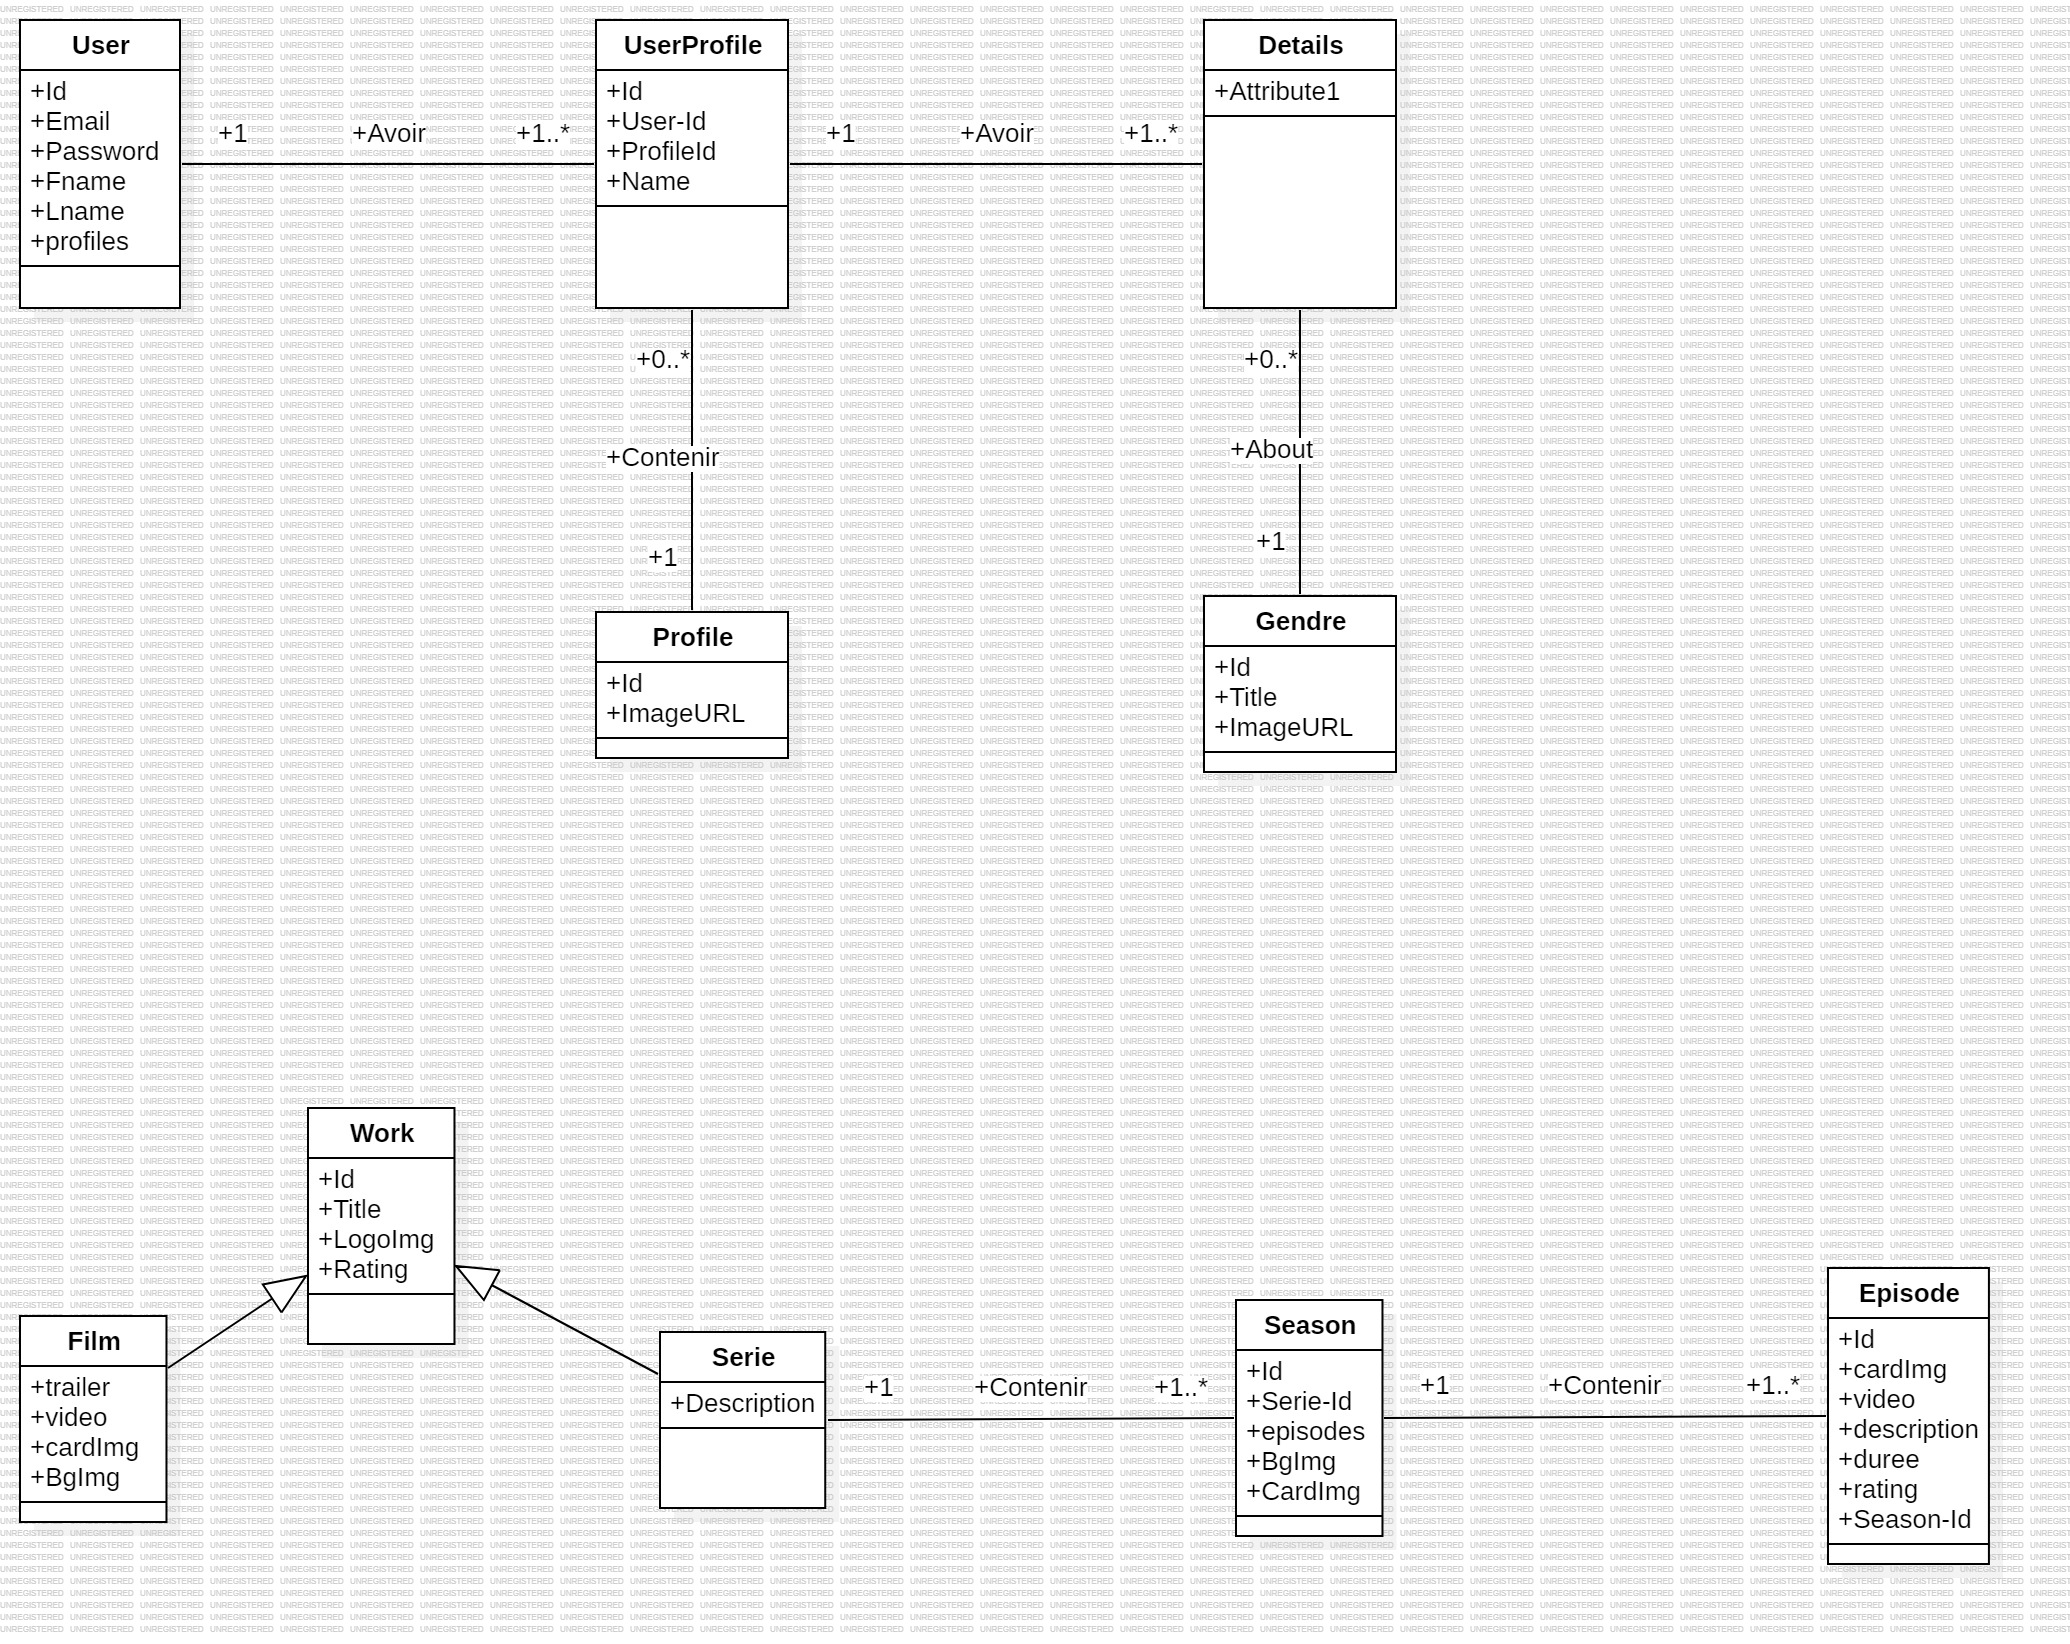 User
+Id
+Email
+Password
+Fname
+Lname
+profiles
+1
+Avoir
+1..*
UserProfile
+Id
+User-Id
+ProfileId
+Name
+1
+Avoir
+1..*
Details
+Attribute1
+0..*
+Contenir
+1
+0..*
+About
+1
Profile
+Id
+ImageURL
Gendre
+Id
+Title
+ImageURL
Work
+Id
+Title
+LogoImg
+Rating
Film
+trailer
+video
+cardImg
+BgImg
Serie
+Description
+1
+Contenir
+1..*
Season
+Id
+Serie-Id
+episodes
+BgImg
+CardImg
+1
+Contenir
+1..*
Episode
+Id
+cardImg
+video
+description
+duree
+rating
+Season-Id
UNREGISTERED